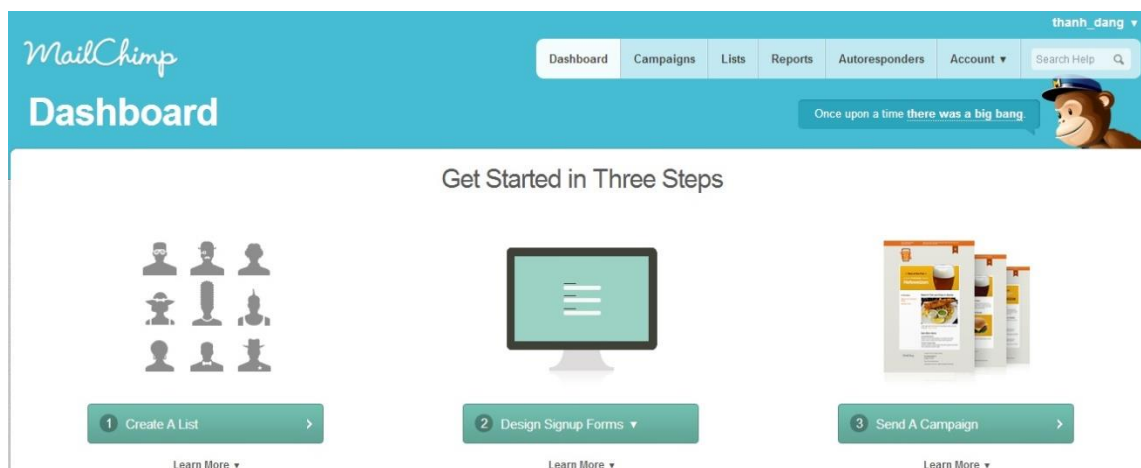 thanh_dang ▾
MailChimp
Dashboard Campaigns Lists Reports Autoresponders Account ▾ Search Help
Dashboard
Once upon a time there was a big bang.
Get Started in Three Steps
1 Create A List
2 Design Signup Forms ▾
3 Send A Campaign
Learn More ▾
Learn More ▾
Learn More ▾